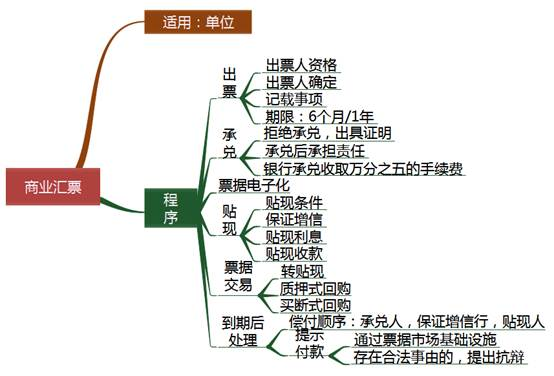 适用：单位
出票
出票人资格
出票人确定
记载事项
期限：6个月/1年
承兑
拒绝承兑，出具证明
承兑后承担责任
银行承兑收取万分之五的手续费
商业汇票
程序
票据电子化
贴现
贴现条件
保证增信
贴现利息
贴现收款
票据
交易
转贴现
质押式回购
买断式回购
到期后
处理
偿付顺序：承兑人，保证增信行，贴现人
提示
付款
通过票据市场基础设施
存在合法事由的，提出抗辩